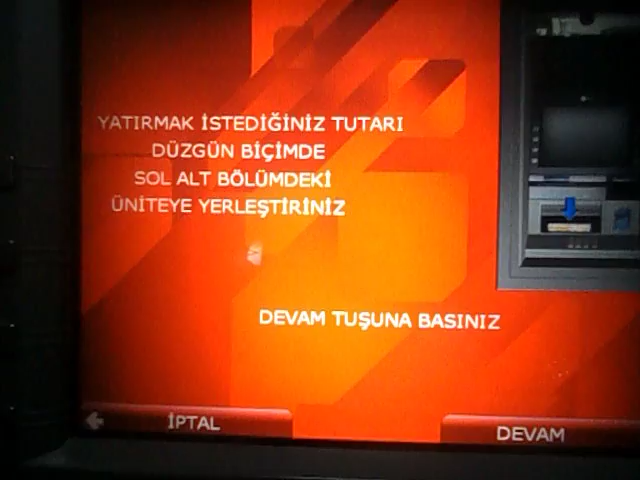 YATIRMAK İSTEDİĞİNİZ TUTARI
DÜZGÜN BİÇİMDE
SOL ALT BÖLÜMDEKİ
ÜNİTEYE YERLEŞTİRİNİZ
DEVAM TUŞUNA BASINIZ
İPTAL
DEVAM